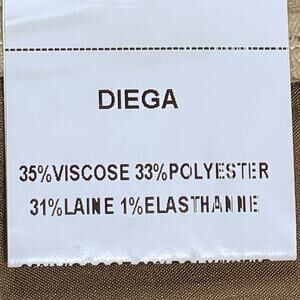 DIEGA
35%VISCOSE 33%POLYESTER
31%LAINE 1%ELASTHANNE